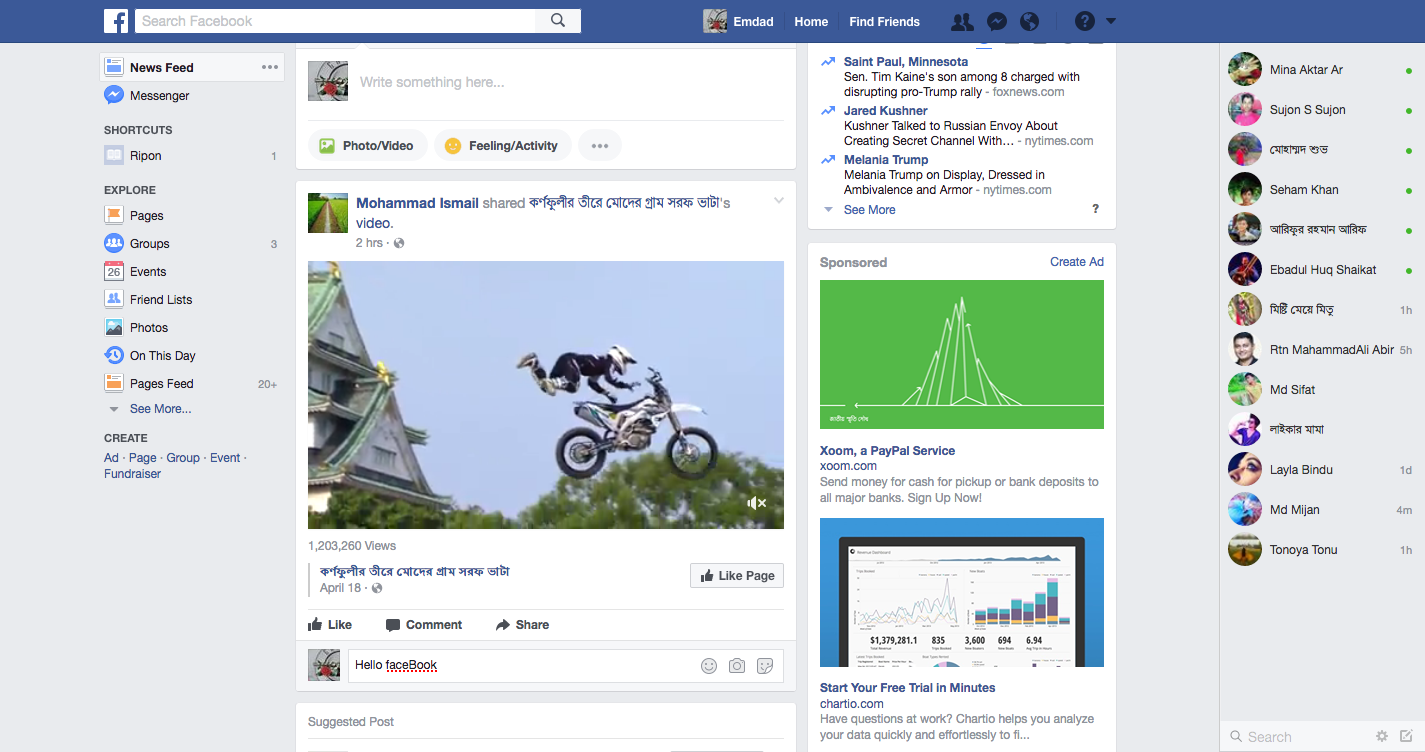 Search Facebook
Emdad Home Find Friends
News Feed
Messenger
SHORTCUTS
Ripon 1
EXPLORE
Pages
Groups 3
26 Events
Friend Lists
Photos
On This Day
Pages Feed 20+
See More...
CREATE
Ad · Page · Group · Event ·
Fundraiser
Write something here...
Photo/Video Feeling/Activity
Mohammad Ismail shared কর্ণফুলীর তীরে মোদের গ্রাম সরফ ভাটা's
video.
2 hrs ·
1,203,260 Views
কর্ণফুলীর তীরে মোদের গ্রাম সরফ ভাটা
April 18 ·
Like Page
Like Comment Share
Hello faceBook
Suggested Post
Saint Paul, Minnesota
Sen. Tim Kaine's son among 8 charged with
disrupting pro-Trump rally - foxnews.com
Jared Kushner
Kushner Talked to Russian Envoy About
Creating Secret Channel With… - nytimes.com
Melania Trump
Melania Trump on Display, Dressed in
Ambivalence and Armor - nytimes.com
See More ?
Sponsored Create Ad
Xoom, a PayPal Service
xoom.com
Send money for cash for pickup or bank deposits to
all major banks. Sign Up Now!
Revenue Dashboard
$1,379,281.1 835 3,600 694 6.94
Start Your Free Trial in Minutes
chartio.com
Have questions at work? Chartio helps you analyze
your data quickly and effortlessly to fi...
Mina Aktar Ar
Sujon S Sujon
মোহাম্মদ শুভ
Seham Khan
আরিফুর রহমান আরিফ
Ebadul Huq Shaikat
মিষ্টি মেয়ে মিতু 1h
Rtn MahammadAli Abir 5h
Md Sifat
লাইকার মামা
Layla Bindu 1d
Md Mijan 4m
Tonoya Tonu 1h
Search